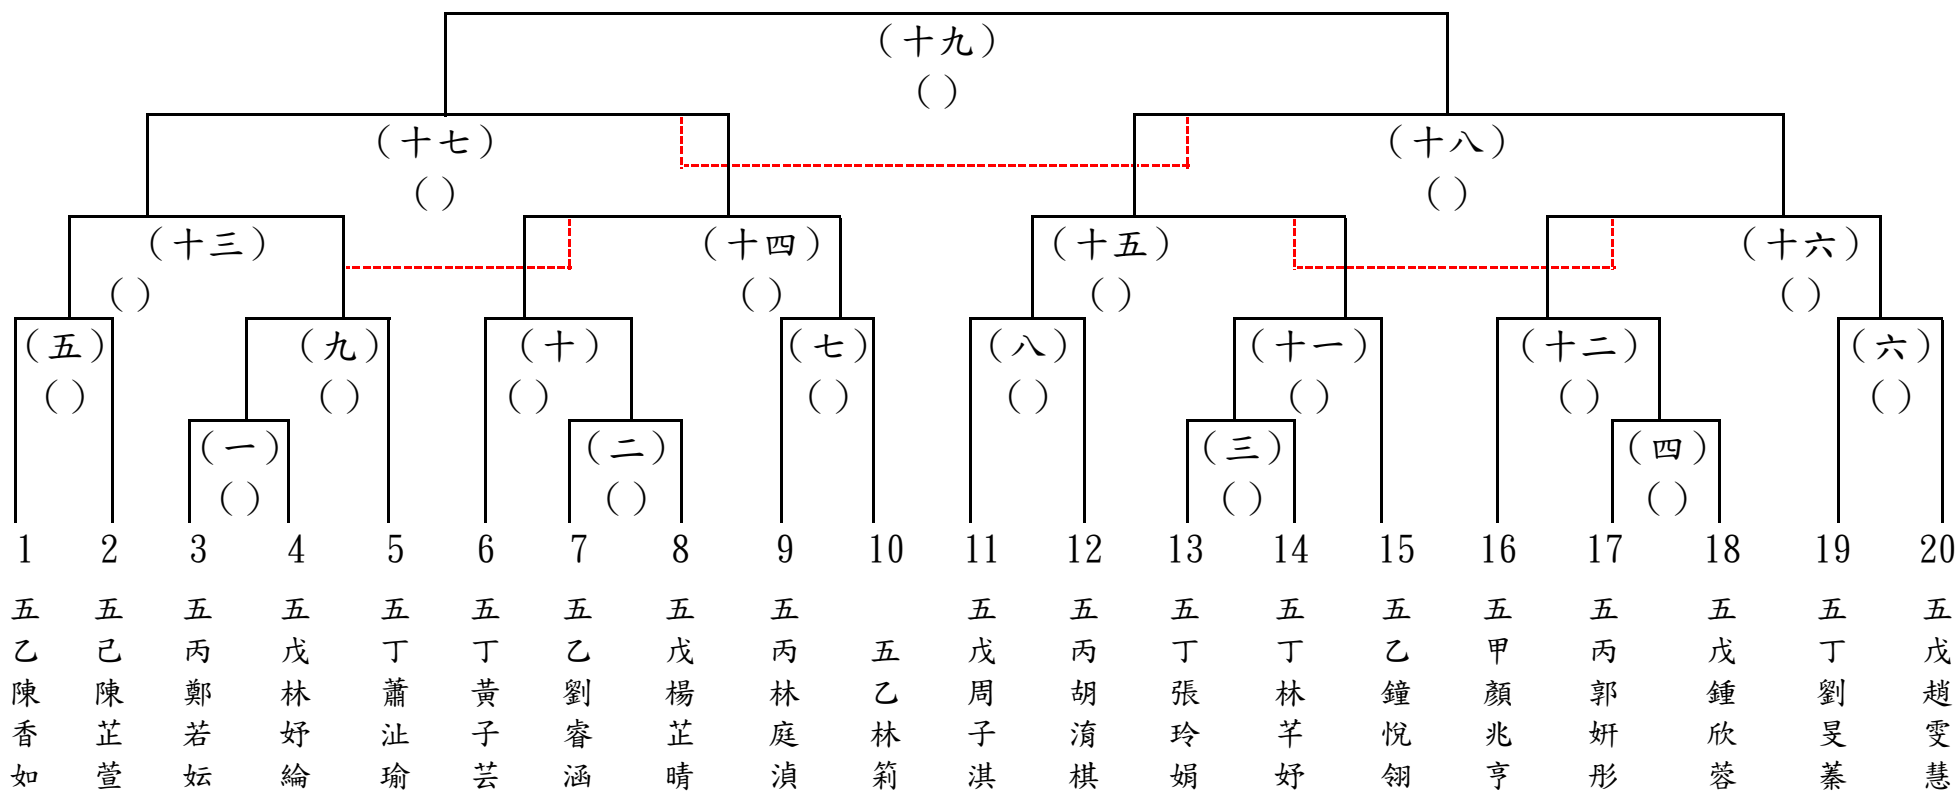 (十九)
( )
(十七) (十八)
( ) ( )
(十三) (十四) (十五) (十六)
( ) ( ) ( ) ( )
(五) (九) (十) (七) (八) (十一) (十二) (六)
( ) ( ) ( ) ( ) ( ) ( ) ( ) ( )
(一) (二) (三) (四)
( ) ( ) ( ) ( )
1 2 3 4 5 6 7 8 9 10 11 12 13 14 15 16 17 18 19 20
五乙陳香如
五己陳芷萱
五丙鄭若妘
五戊林妤綸
五丁蕭沚瑜
五丁黃子芸
五乙劉睿涵
五戊楊芷晴
五丙林庭湞
五乙林莉
五戊周子淇
五丙胡淯棋
五丁張玲娟
五丁林芊妤
五乙鐘悅翎
五甲顏兆亨
五丙郭妍彤
五戊鍾欣蓉
五丁劉旻蓁
五戊趙雯慧